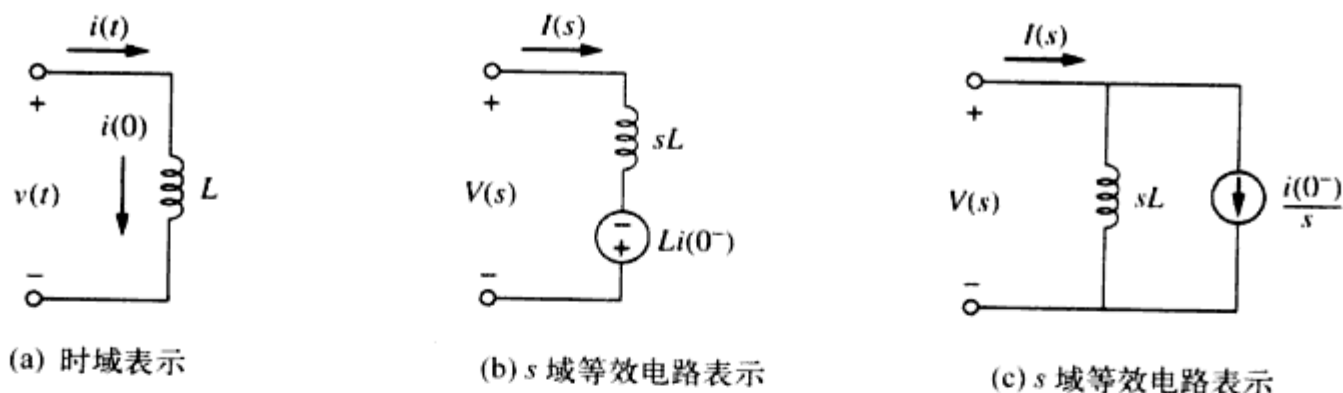 i(t)
+
i(0)
v(t)
L
−
(a) 时域表示
I(s)
+
sL
V(s)
−
+
Li(0⁻)
−
(b) s 域等效电路表示
I(s)
+
V(s)
sL
i(0⁻)
s
−
(c) s 域等效电路表示